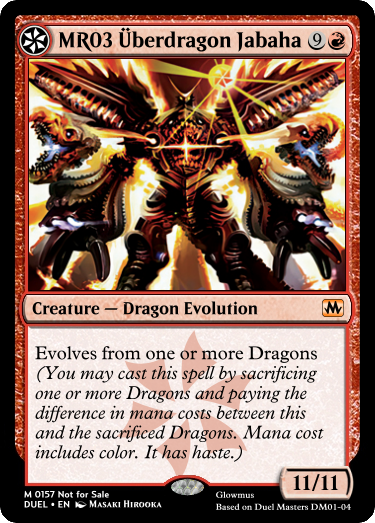 MR03 Überdragon Jabaha 9
Creature — Dragon Evolution
Evolves from one or more Dragons
(You may cast this spell by sacrificing
one or more Dragons and paying the
difference in mana costs between this
and the sacrificed Dragons. Mana cost
includes color. It has haste.)
11/11
M 0157 Not for Sale
DUEL • EN Masaki Hirooka
Glowmus
Based on Duel Masters DM01-04